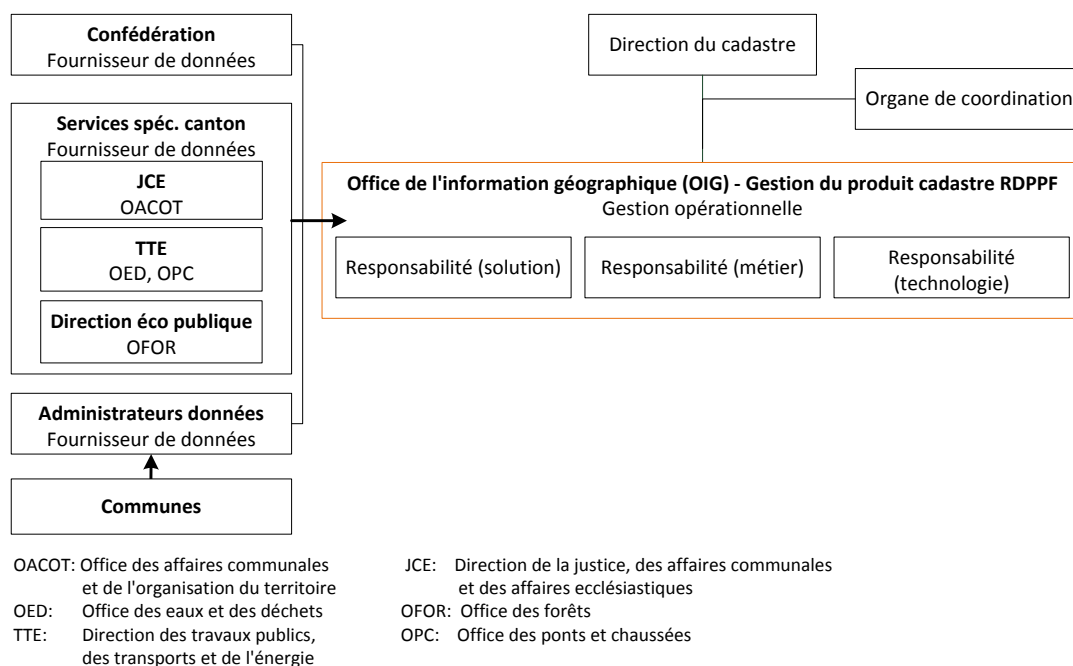 Confédération
Fournisseur de données
Services spéc. canton
Fournisseur de données
JCE
OACOT
TTE
OED, OPC
Direction éco publique
OFOR
Administrateurs données
Fournisseur de données
Communes
Direction du cadastre
Organe de coordination
Office de l'information géographique (OIG) - Gestion du produit cadastre RDPPF
Gestion opérationnelle
Responsabilité (solution)
Responsabilité (métier)
Responsabilité
(technologie)
OACOT: Office des affaires communales
et de l'organisation du territoire
OED: Office des eaux et des déchets
TTE: Direction des travaux publics,
des transports et de l'énergie
JCE: Direction de la justice, des affaires communales
et des affaires ecclésiastiques
OFOR: Office des forêts
OPC: Office des ponts et chaussées